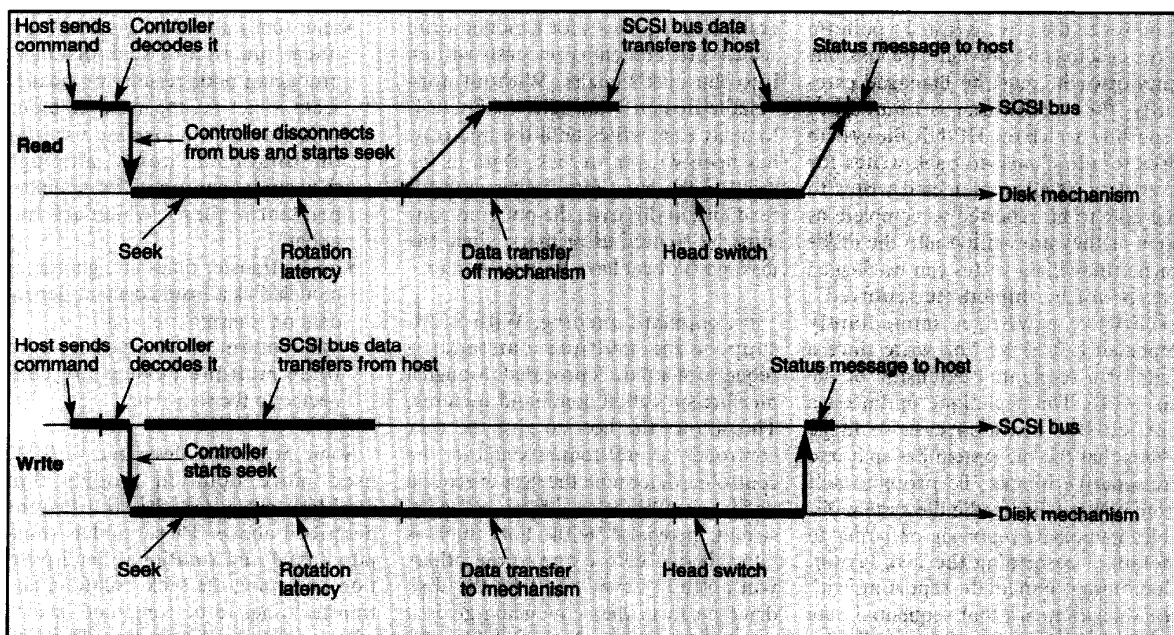 Host sends
command
Controller
decodes it
SCSI bus data
transfers to host
Status message to host
SCSI bus
Read
Controller disconnects
from bus and starts seek
Disk mechanism
Seek
Rotation
latency
Data transfer
off mechanism
Head switch
Host sends
command
Controller
decodes it
SCSI bus data
transfers from host
Status message to host
SCSI bus
Write
Controller
starts seek
Disk mechanism
Seek
Rotation
latency
Data transfer
to mechanism
Head switch